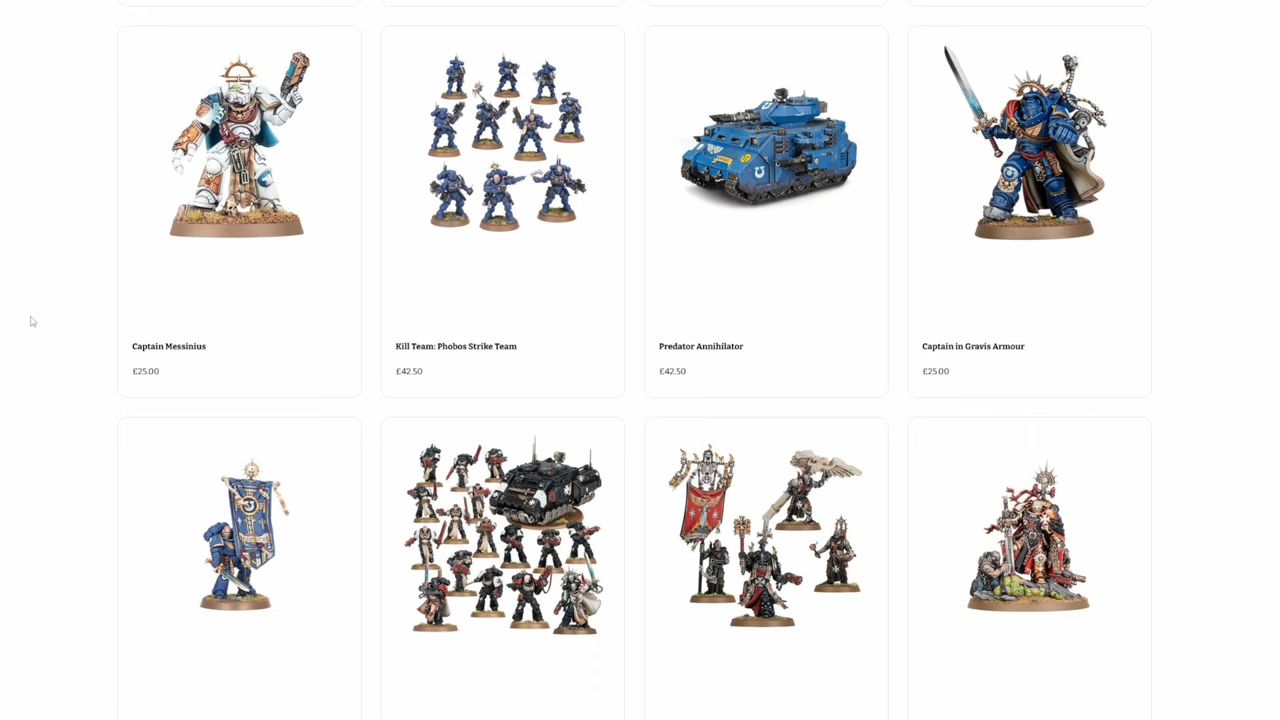 Captain Messinius
Kill Team: Phobos Strike Team
Predator Annihilator
Captain in Gravis Armour
£25.00
£42.50
£42.50
£25.00